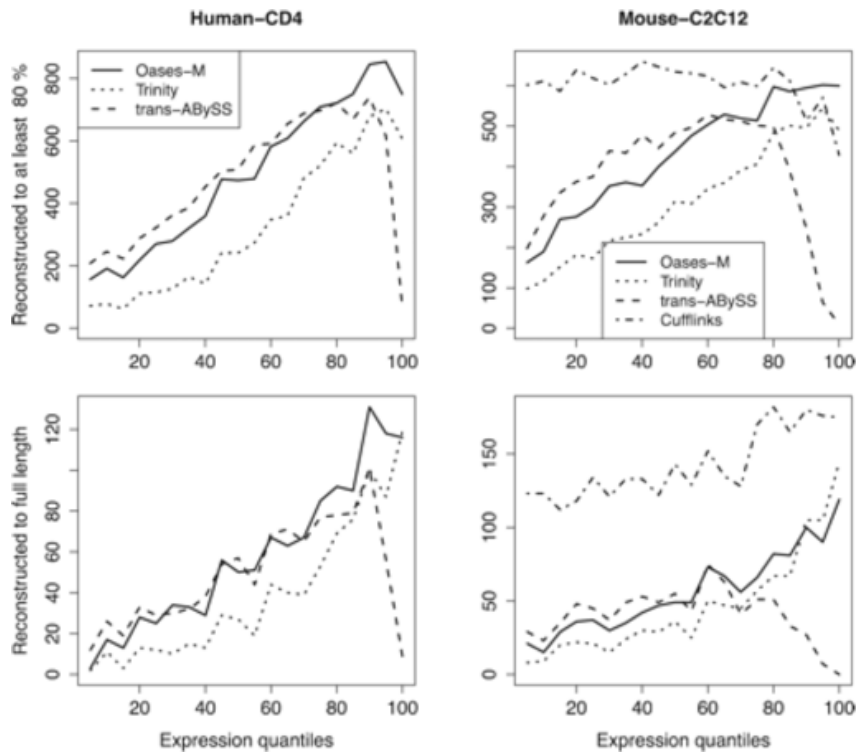 Human-CD4
Mouse-C2C12
Reconstructed to at least 80 %
0 200 400 600 800
Oases-M
Trinity
trans-ABySS
20 40 60 80 100
0 100 300 500
Oases-M
Trinity
trans-ABySS
Cufflinks
20 40 60 80 100
Reconstructed to full length
0 20 40 60 80 120
20 40 60 80 100
Expression quantiles
0 50 100 150
20 40 60 80 100
Expression quantiles